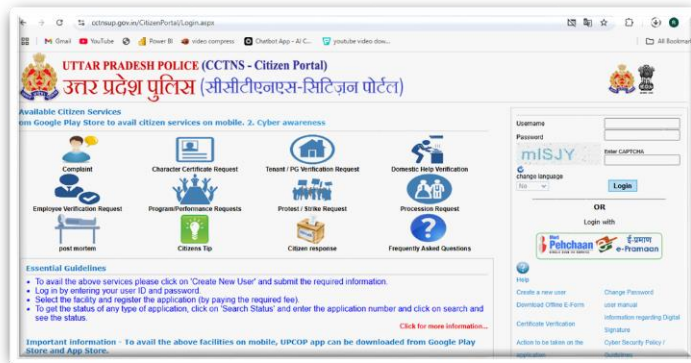 cctnsup.gov.in/CitizenPortal/Login.aspx
Gmail YouTube Power BI video compress Chatbot App - AI C... youtube video dow... All Bookmar
UTTAR PRADESH POLICE (CCTNS - Citizen Portal)
उत्तर प्रदेश पुलिस (सीसीटीएनएस-सिटिज़न पोर्टल)
Available Citizen Services
om Google Play Store to avail citizen services on mobile. 2. Cyber awareness
Complaint
Character Certificate Request
Tenant / PG Verification Request
Domestic Help Verification
Employee Verification Request
Program/Performance Requests
Protest / Strike Request
Procession Request
post mortem
Citizens Tip
Citizen response
Frequently Asked Questions
Essential Guidelines
• To avail the above services please click on 'Create New User' and submit the required information.
• Log in by entering your user ID and password.
• Select the facility and register the application (by paying the required fee).
• To get the status of any type of application, click on 'Search Status' and enter the application number and click on search and
see the status.
Click for more information...
Important information - To avail the above facilities on mobile, UPCOP app can be downloaded from Google Play
Store and App Store.
Username
Password
mISJY
Enter CAPTCHA
change language
No
Login
OR
Login with
Pehchaan
ई-प्रमाण
e-Pramaan
Help
Create a new user
Change Password
Download Offline E-Form
user manual
Certificate Verification
Information regarding Digital
Signature
Action to be taken on the
application
Cyber Security Policy /
Guidelines